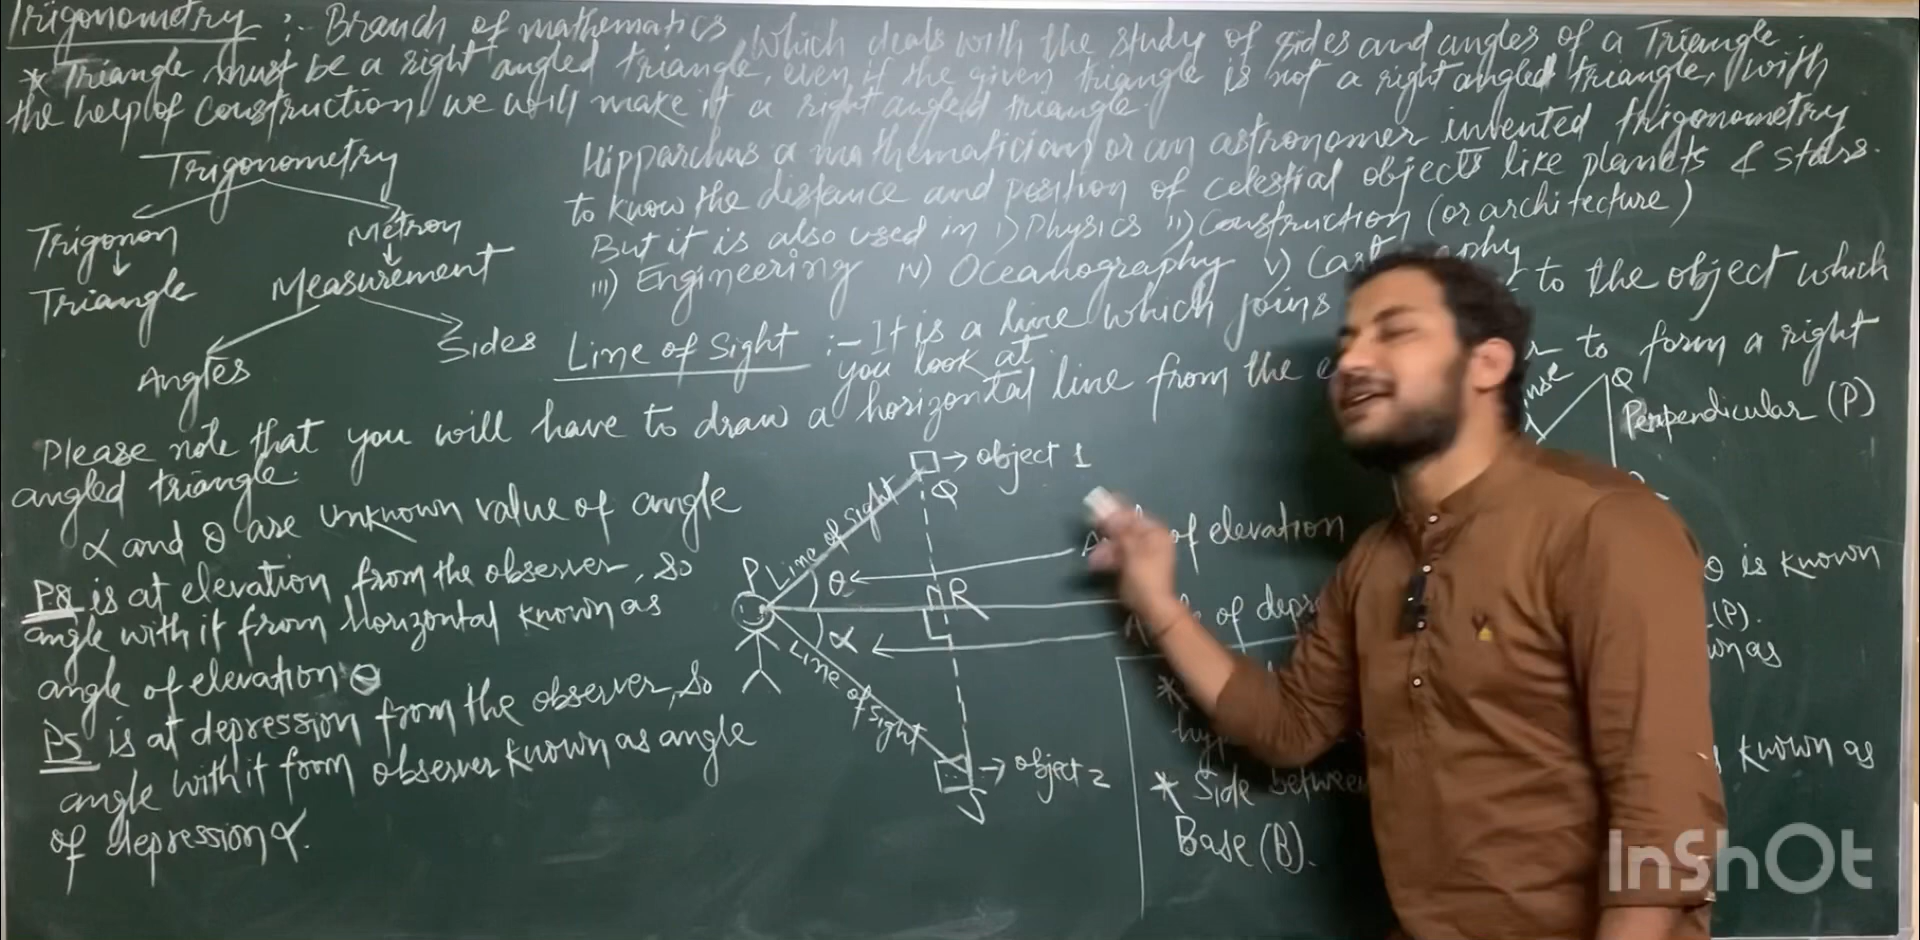 Trigonometry :- Branch of mathematics which deals with the study of sides and angles of a Triangle.
* Triangle must be a right angled triangle, even if the given triangle is not a right angled triangle, with
the help of construction we will make it a right angled triangle.
Trigonometry
Trigonon
Metron
Triangle
Measurement
Angles
Sides
Hipparchus a mathematician or an astronomer invented trigonometry
to know the distance and position of celestial objects like planets & stars.
But it is also used in i) Physics ii) Construction (or architecture)
iii) Engineering iv) Oceanography v)
Line of Sight :- It is a line which joins to the object which
you look at
Please note that you will have to draw a horizontal line from the to form a right
angled triangle.
α and θ are unknown value of angle
PQ is at elevation from the observer, so
angle with it from Horizontal known as
angle of elevation θ
PS is at depression from the observer, so
angle with it from observer known as angle
of depression α.
→ object 1
Q
Line of sight
P
θ
R
α
Line of sight
→ object 2
S
of elevation
of
*
* Side between
Base (B).
Q
Perpendicular (P)
θ is known
(P).
known as
InShOt